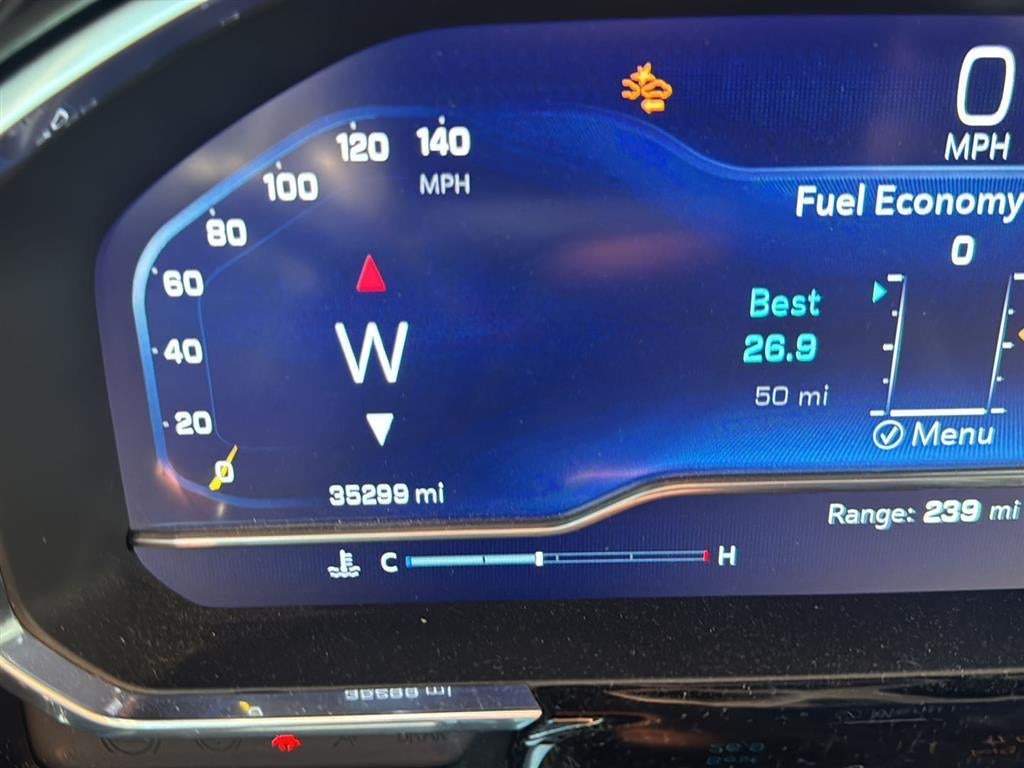 0
MPH
140
120
MPH
100
80
60
40
20
0
W
35299 mi
Fuel Economy
0
Best
26.9
50 mi
Menu
Range: 239 mi
C H